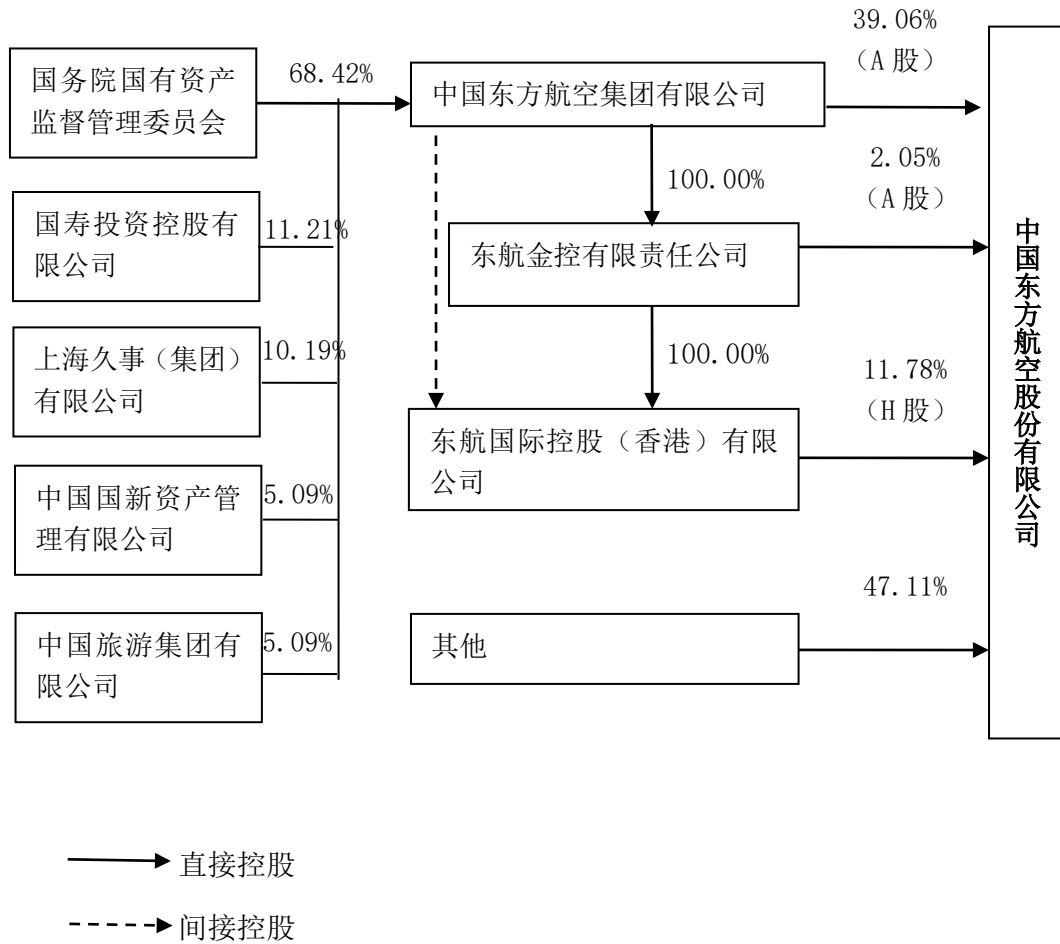 39.06%
（A 股）
国务院国有资产
监督管理委员会
68.42%
中国东方航空集团有限公司
2.05%
（A 股）
100.00%
国寿投资控股有
限公司
11.21%
东航金控有限责任公司
上海久事（集团）
有限公司
10.19%
100.00%
11.78%
（H 股）
东航国际控股（香港）有限
公司
中国国新资产管
理有限公司
5.09%
47.11%
中国旅游集团有
限公司
5.09%
其他
中国东方航空股份有限公司
直接控股
间接控股